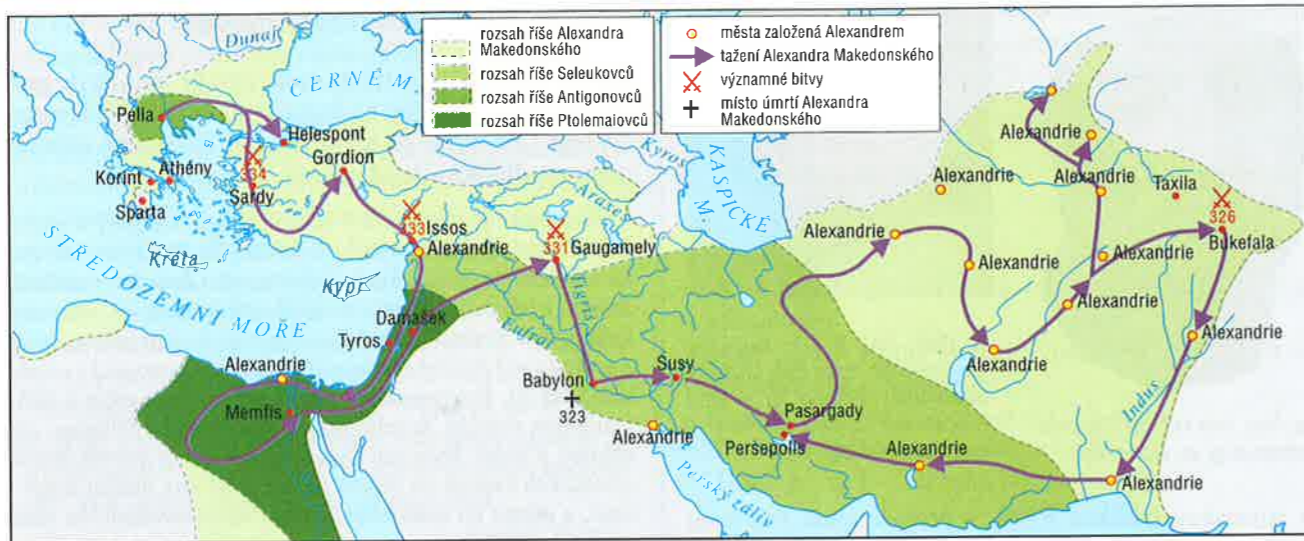 rozsah říše Alexandra
Makedonského
rozsah říše Seleukovců
rozsah říše Antigonovců
rozsah říše Ptolemaiovců
města založená Alexandrem
tažení Alexandra Makedonského
významné bitvy
místo úmrtí Alexandra
Makedonského
Dunaj
ČERNÉ M.
Pella
Helespont
Gordion
Korint
Athény
334
Sardy
Sparta
Kréta
STŘEDOZEMNÍ MOŘE
Kypr
333
Issos
Alexandrie
Kyros
Araxes
KASPICKÉ
M.
331
Gaugamely
Tigris
Eufrat
Damašek
Tyros
Alexandrie
Memfis
Babylon
323
Susy
Alexandrie
Pasargady
Peršepolis
Perský záliv
Alexandrie
Alexandrie
Alexandrie
Alexandrie
Alexandrie
Taxila
326
Bukefala
Alexandrie
Alexandrie
Alexandrie
Alexandrie
Alexandrie
Alexandrie
Indus
Alexandrie